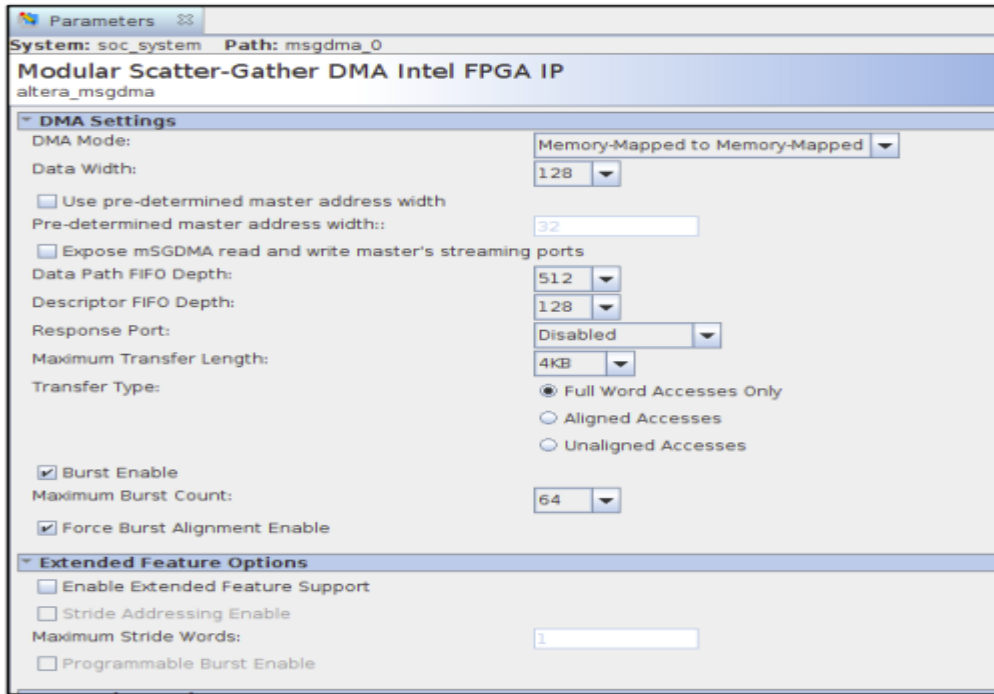 Parameters
System: soc_system Path: msgdma_0
Modular Scatter-Gather DMA Intel FPGA IP
altera_msgdma
DMA Settings
DMA Mode: Memory-Mapped to Memory-Mapped
Data Width: 128
Use pre-determined master address width
Pre-determined master address width:: 32
Expose mSGDMA read and write master's streaming ports
Data Path FIFO Depth: 512
Descriptor FIFO Depth: 128
Response Port: Disabled
Maximum Transfer Length: 4KB
Transfer Type: Full Word Accesses Only
Aligned Accesses
Unaligned Accesses
Burst Enable
Maximum Burst Count: 64
Force Burst Alignment Enable
Extended Feature Options
Enable Extended Feature Support
Stride Addressing Enable
Maximum Stride Words: 1
Programmable Burst Enable